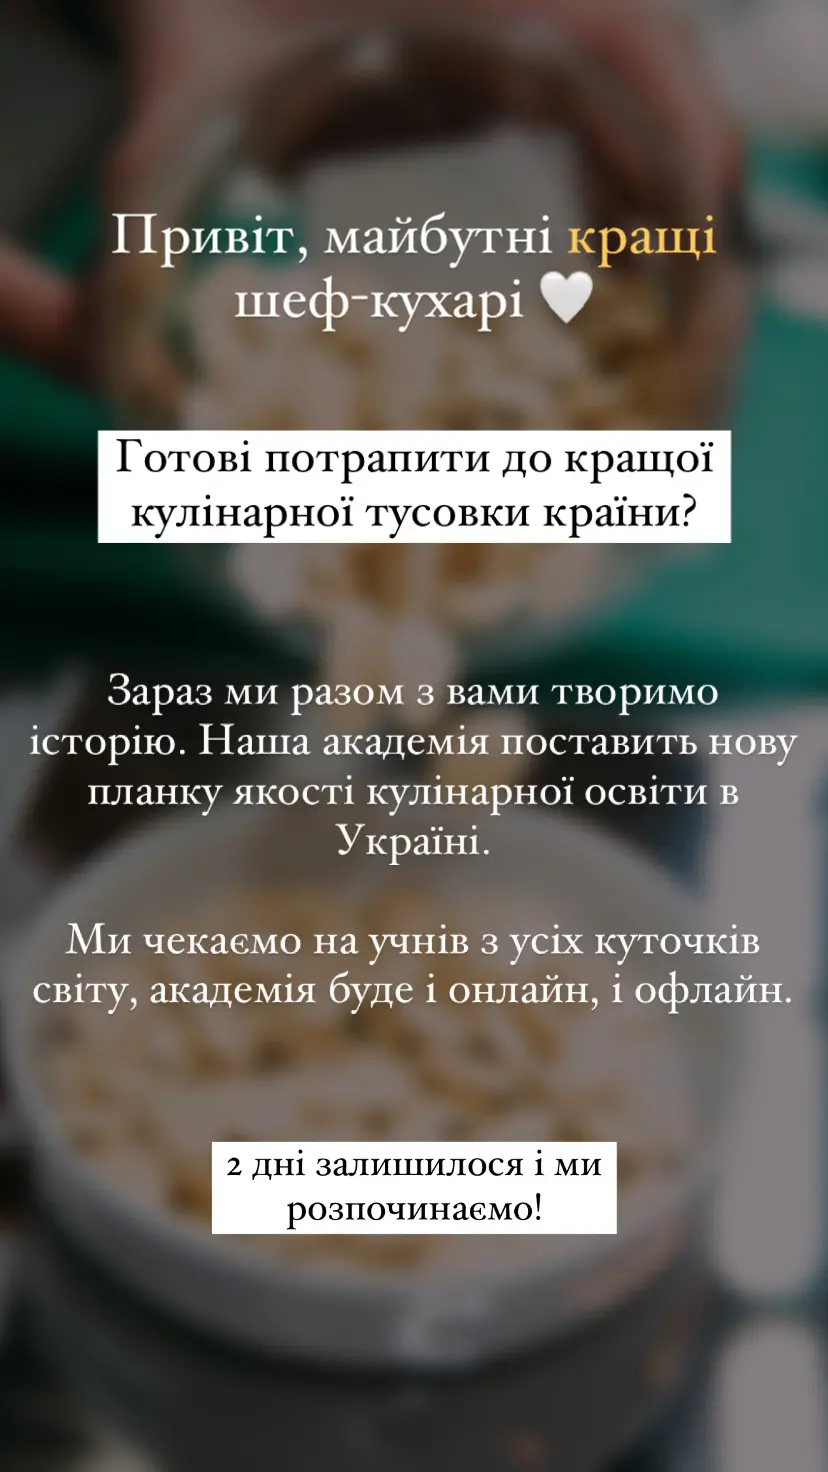 Привіт, майбутні кращі
шеф-кухарі 🤍
Готові потрапити до кращої
кулінарної тусовки країни?
Зараз ми разом з вами творимо
історію. Наша академія поставить нову
планку якості кулінарної освіти в
Україні.
Ми чекаємо на учнів з усіх куточків
світу, академія буде і онлайн, і офлайн.
2 дні залишилося і ми
розпочинаємо!